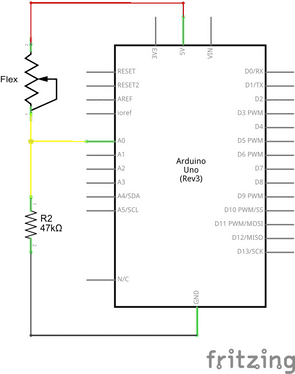 3V3
5V
VIN
Flex
RESET
RESET2
AREF
ioref
A0
A1
A2
A3
A4/SDA
A5/SCL
N/C
R2
47kΩ
Arduino
Uno
(Rev3)
D0/RX
D1/TX
D2
D3 PWM
D4
D5 PWM
D6 PWM
D7
D8
D9 PWM
D10 PWM/SS
D11 PWM/MOSI
D12/MISO
D13/SCK
GND
fritzing